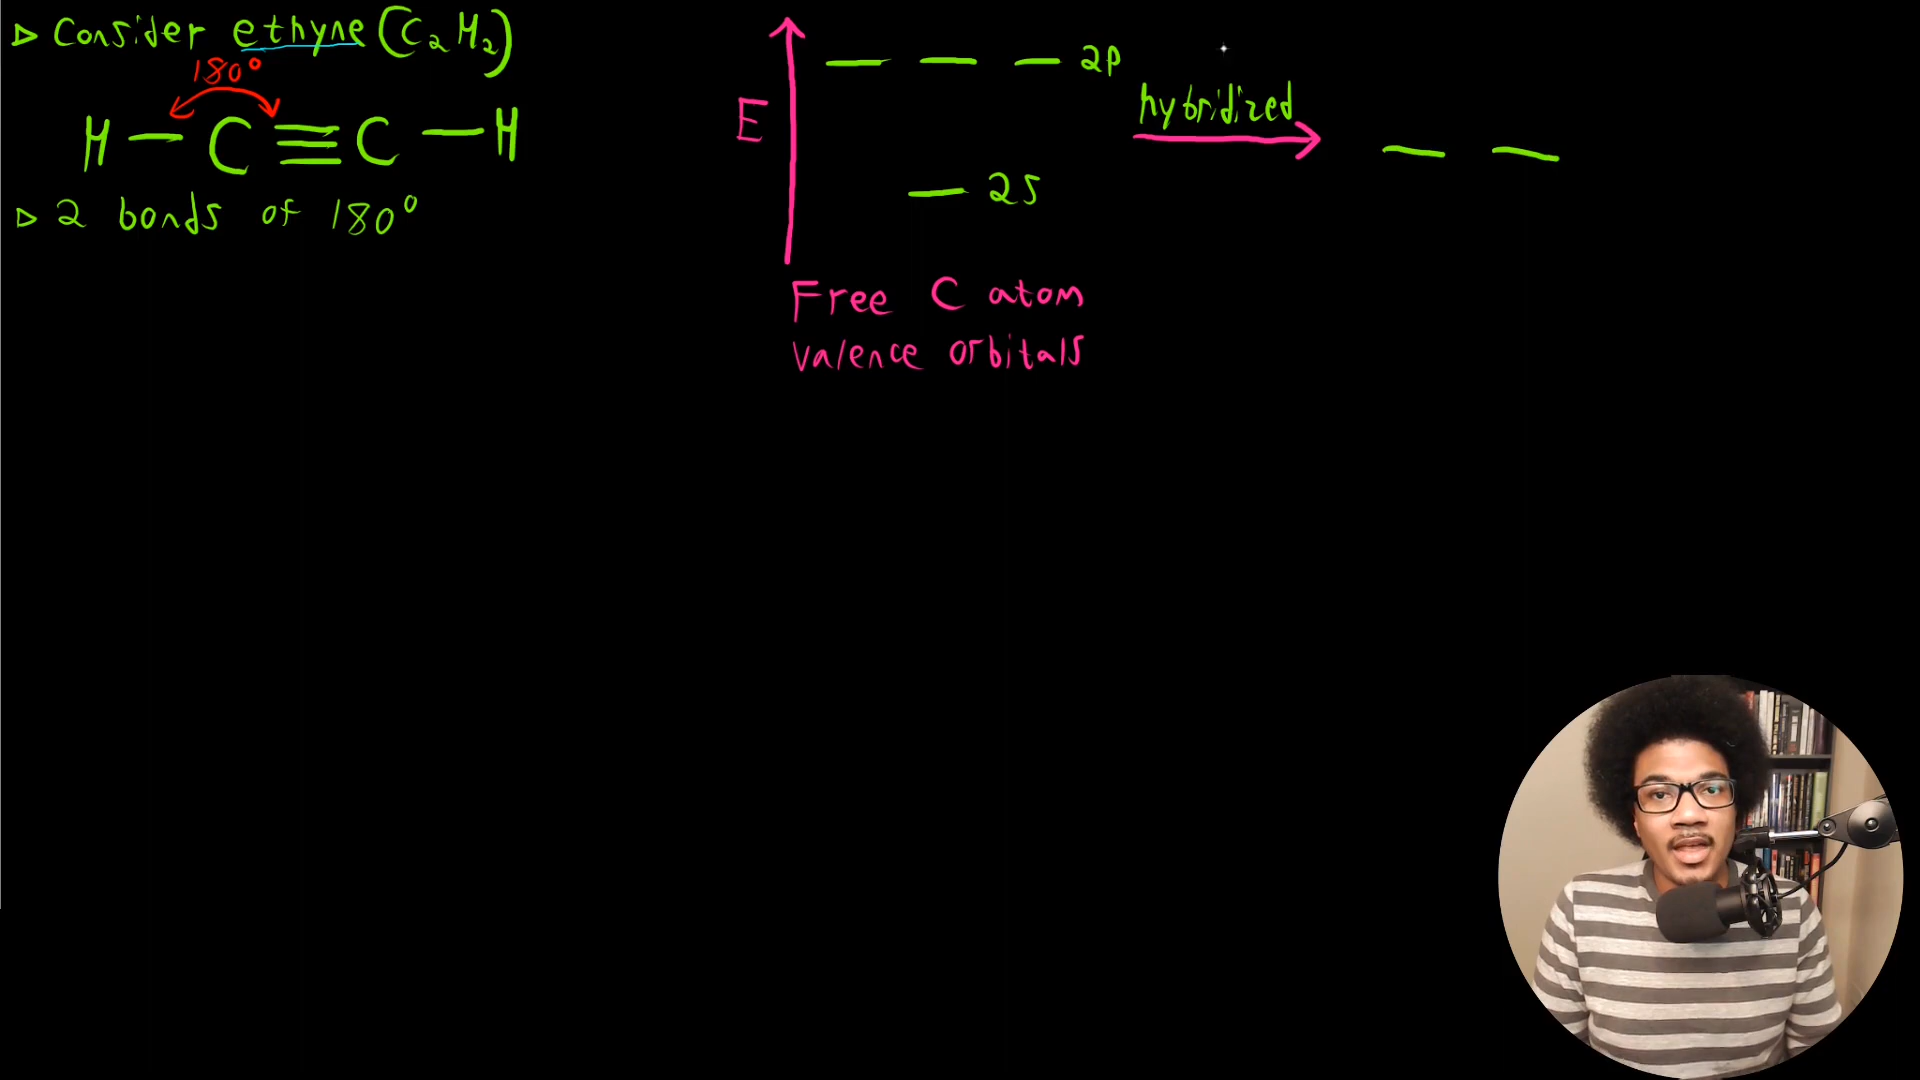 ▷ Consider ethyne (C₂H₂)
180°
H — C ≡ C — H
▷ 2 bonds of 180°
E
2p
2s
Free C atom
valence orbitals
hybridized